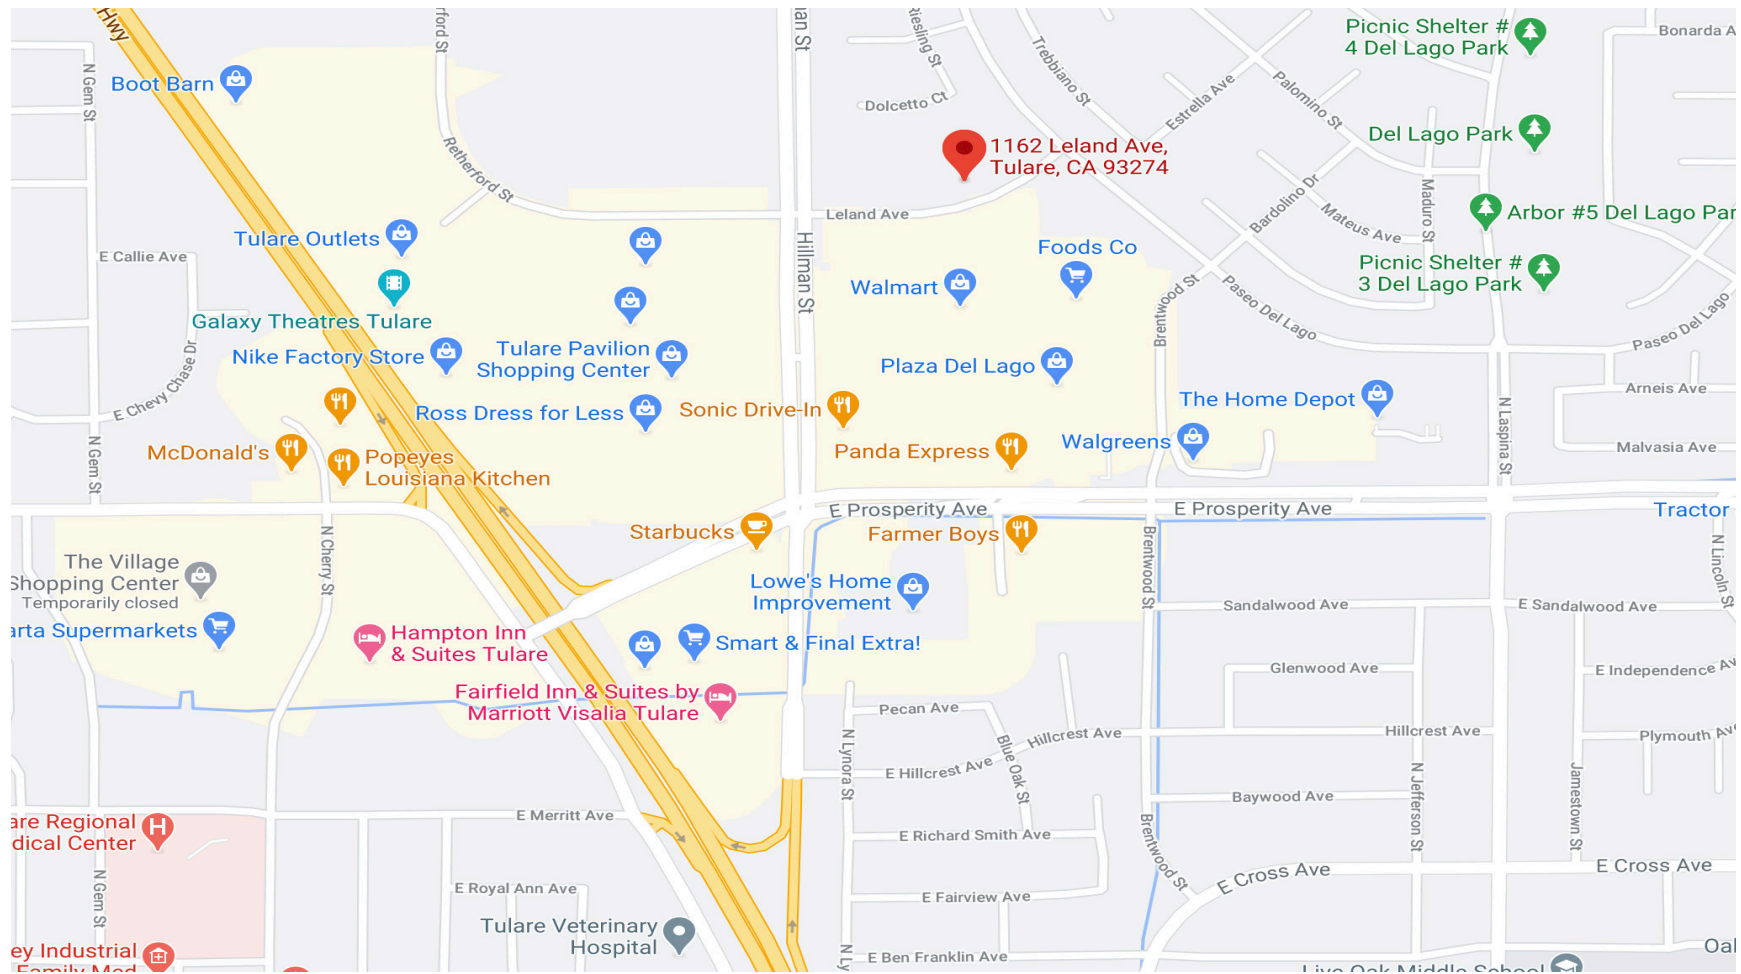 Hwy
rford St
an St
Riesling St
Trebbiano St
Picnic Shelter #
4 Del Lago Park
Bonarda A
N Gem St
Boot Barn
Dolcetto Ct
Estrella Ave
Palomino St
Del Lago Park
Retherford St
1162 Leland Ave,
Tulare, CA 93274
Leland Ave
Bardolino Dr
Mateus Ave
Maduro St
Arbor #5 Del Lago Par
E Callie Ave
Tulare Outlets
Hillman St
Foods Co
Picnic Shelter #
3 Del Lago Park
Walmart
Galaxy Theatres Tulare
Brentwood St
Paseo Del Lago
Paseo Del Lago
Nike Factory Store
Tulare Pavilion
Shopping Center
Plaza Del Lago
E Chevy Chase Dr
Arneis Ave
Ross Dress for Less
Sonic Drive-In
The Home Depot
N Gem St
McDonald's
Popeyes
Louisiana Kitchen
Panda Express
Walgreens
N Laspina St
Malvasia Ave
E Prosperity Ave
E Prosperity Ave
Tractor
Starbucks
Farmer Boys
N Cherry St
Brentwood St
N Lincoln St
The Village
Shopping Center
Temporarily closed
Lowe's Home
Improvement
Sandalwood Ave
E Sandalwood Ave
arta Supermarkets
Hampton Inn
& Suites Tulare
Smart & Final Extra!
Glenwood Ave
E Independence Av
Fairfield Inn & Suites by
Marriott Visalia Tulare
Pecan Ave
N Lynora St
Blue Oak St
Hillcrest Ave
Hillcrest Ave
Plymouth Ave
E Hillcrest Ave
N Jefferson St
Jamestown St
Baywood Ave
E Merritt Ave
are Regional
dical Center
E Richard Smith Ave
Brentwood St
E Cross Ave
E Cross Ave
N Gem St
E Royal Ann Ave
E Fairview Ave
Tulare Veterinary
Hospital
ey Industrial
Family Med
N Ly
E Ben Franklin Ave
Oal
Live Oak Middle School